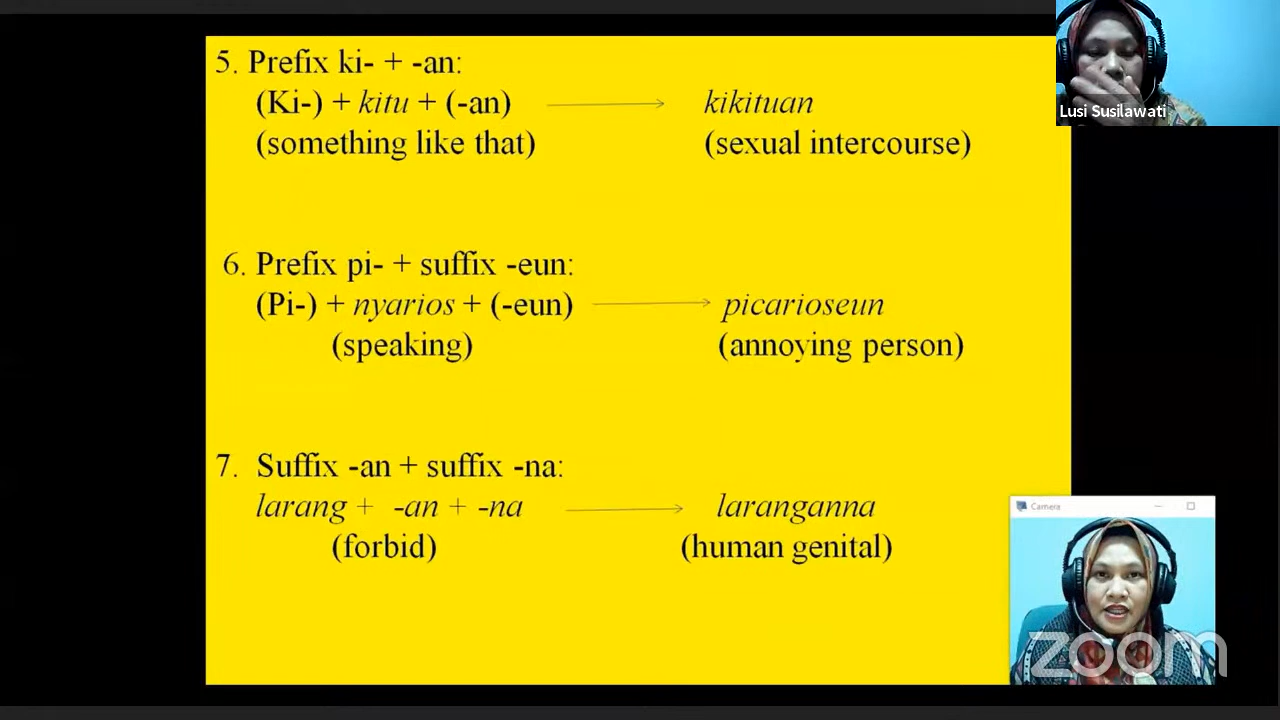 5. Prefix ki- + -an:
(Ki-) + kitu + (-an) kikituan
(something like that) (sexual intercourse)
6. Prefix pi- + suffix -eun:
(Pi-) + nyarios + (-eun) picarioseun
(speaking) (annoying person)
7. Suffix -an + suffix -na:
larang + -an + -na laranganna
(forbid) (human genital)
Lusi Susilawati
Camera
zoom